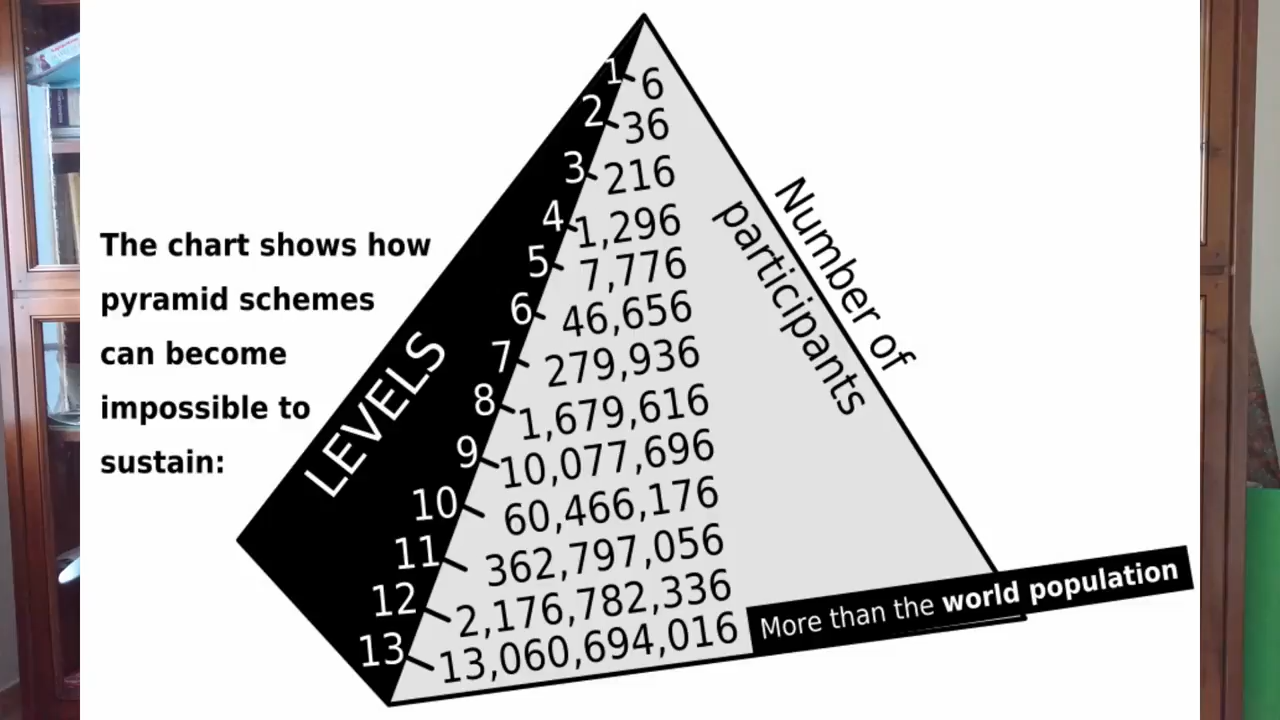 The chart shows how
pyramid schemes
can become
impossible to
sustain:
LEVELS
Number of
participants
1 6
2 36
3 216
4 1,296
5 7,776
6 46,656
7 279,936
8 1,679,616
9 10,077,696
10 60,466,176
11 362,797,056
12 2,176,782,336
13 13,060,694,016 More than the world population